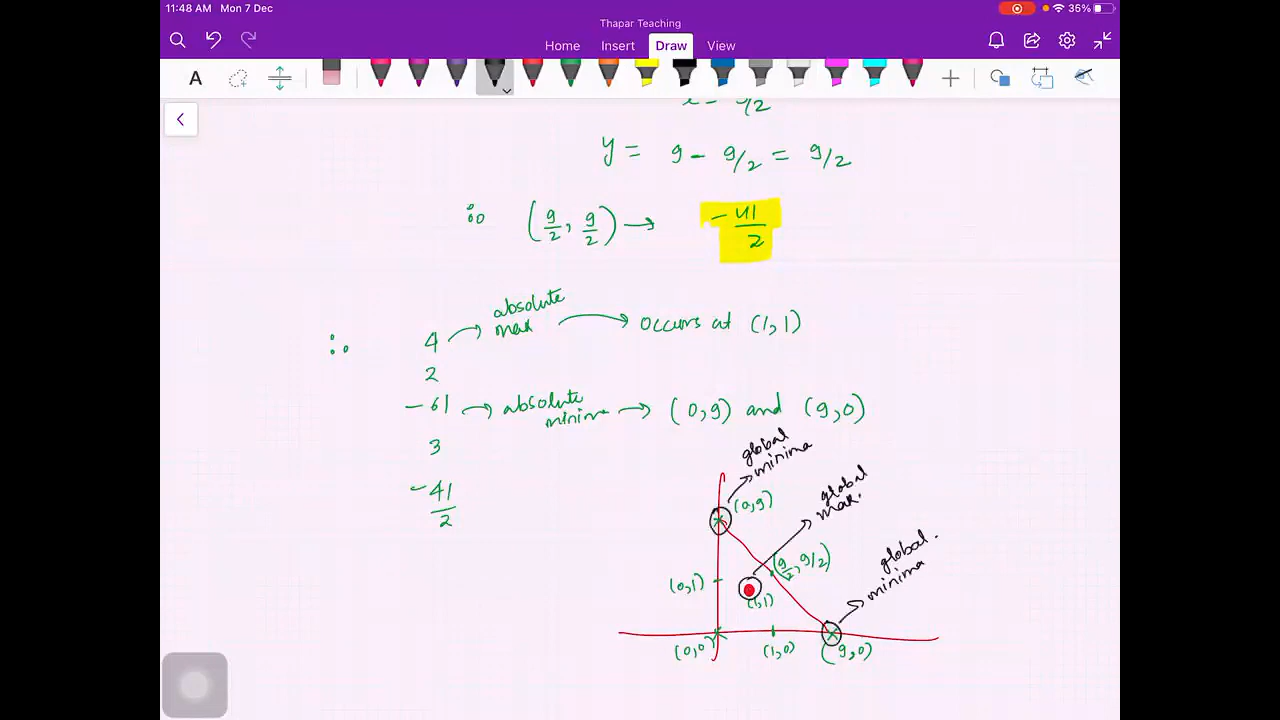 11:48 AM Mon 7 Dec
36%
Thapar Teaching
Home Insert Draw View
A
y = 9 - 9/2 = 9/2
∴ (9/2, 9/2) → -41/2
∴ 4 → absolute max → occurs at (1,1)
2
-61 → absolute minima → (0,9) and (9,0)
3
-41/2
global minima
(0,9)
global max.
(9/2, 9/2)
global minima
(0,1)
(1,1)
(0,0)
(1,0)
(9,0)